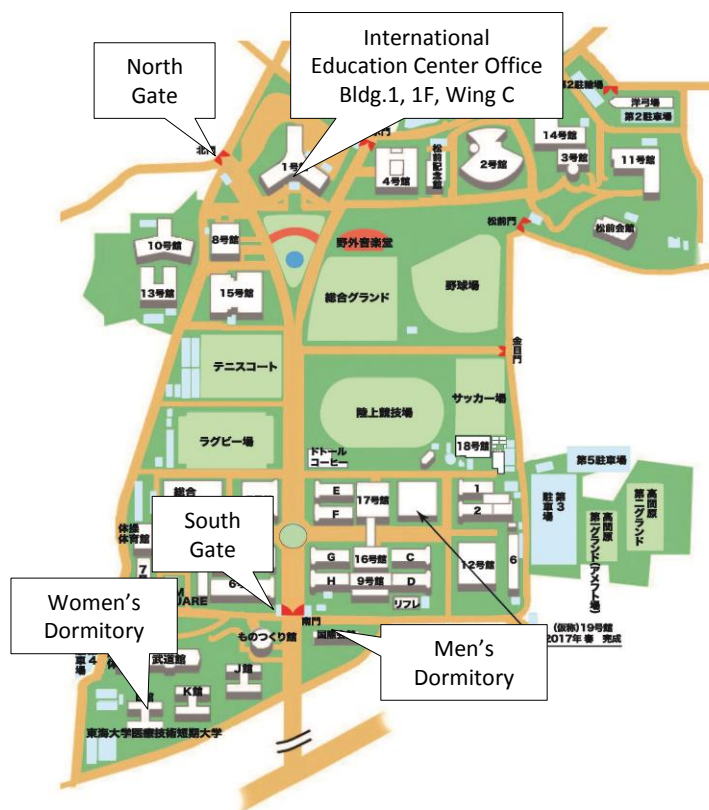 International
Education Center Office
Bldg.1, 1F, Wing C
North
Gate
北門
1号館
4号館
松前記念館
2号館
14号館
3号館
11号館
洋弓場
第2駐車場
松前門
松前会館
10号館
8号館
13号館
15号館
野外音楽堂
総合グランド
野球場
金目門
テニスコート
陸上競技場
サッカー場
ラグビー場
ドトール
コーヒー
18号館
第5駐車場
総合
体操
体育館
E
F
17号館
1
2
第3
駐車場
高間原
第二グランド(アメフト場)
高間原
第二グランド
South
Gate
G
H
16号館
9号館
C
D
リフレ
12号館
6
7
SQUARE
南門
(仮称)19号館
2017年 春 完成
Women's
Dormitory
Men's
Dormitory
ものつくり館
武道館
J館
K館
東海大学医療技術短期大学